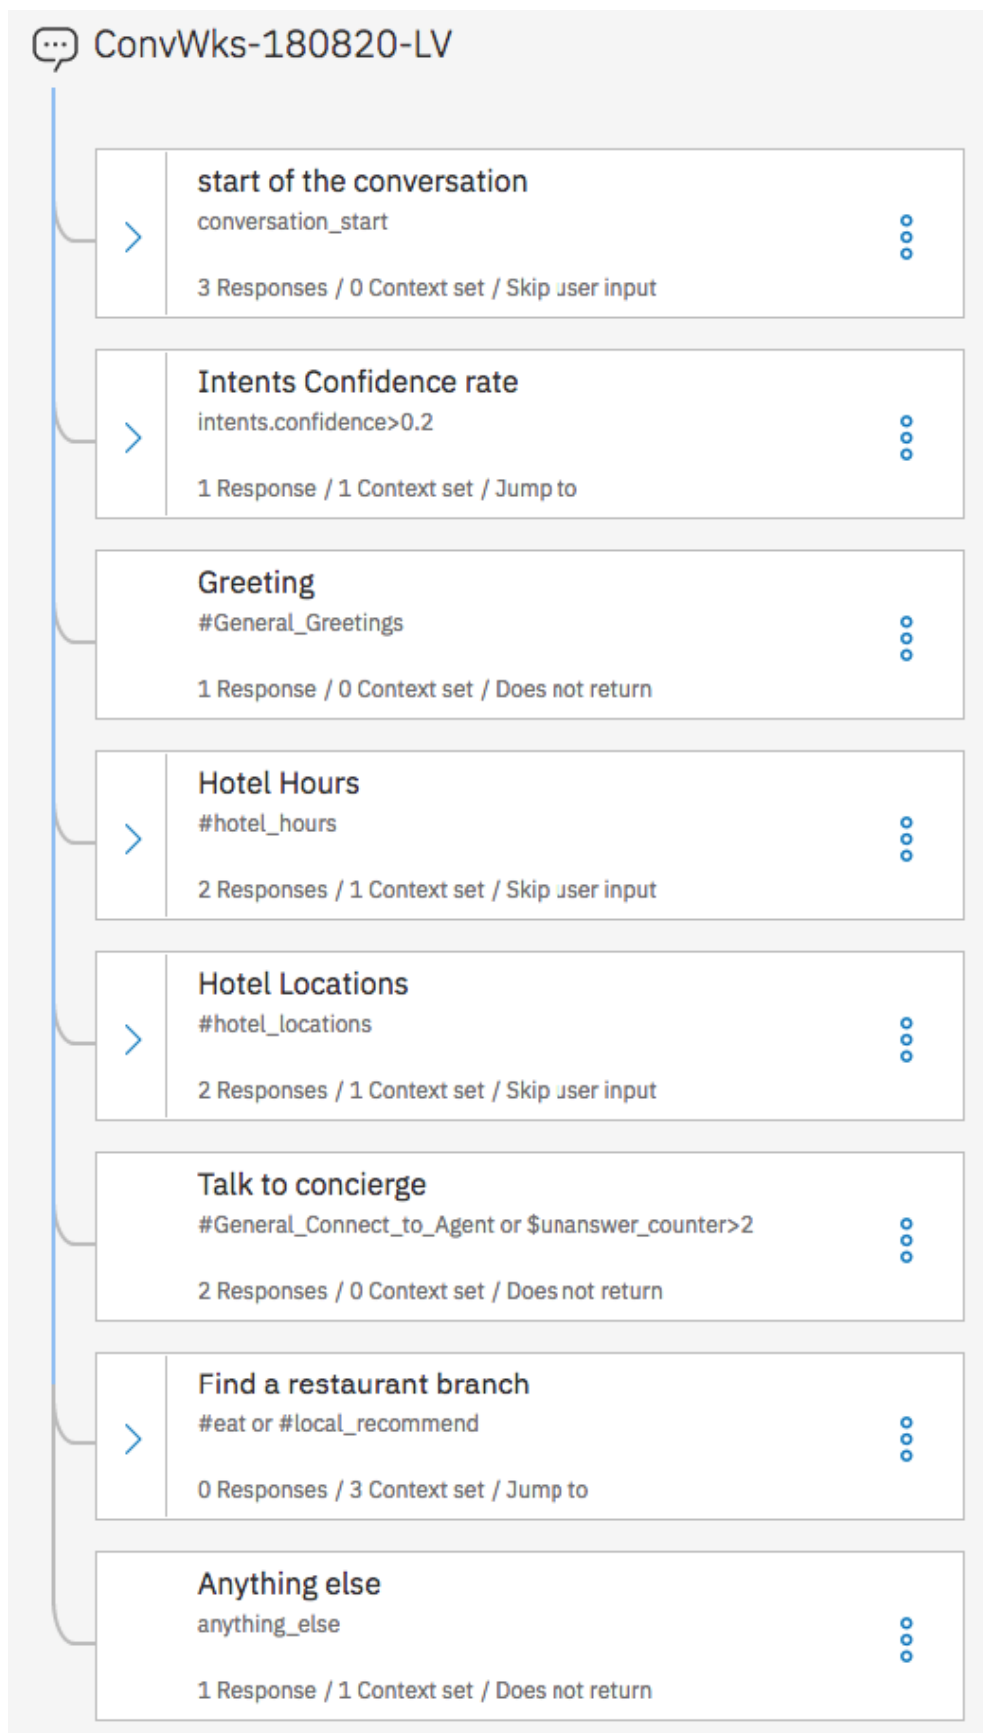 ConvWks-180820-LV
start of the conversation
conversation_start
3 Responses / 0 Context set / Skip user input
Intents Confidence rate
intents.confidence>0.2
1 Response / 1 Context set / Jump to
Greeting
#General_Greetings
1 Response / 0 Context set / Does not return
Hotel Hours
#hotel_hours
2 Responses / 1 Context set / Skip user input
Hotel Locations
#hotel_locations
2 Responses / 1 Context set / Skip user input
Talk to concierge
#General_Connect_to_Agent or $unanswer_counter>2
2 Responses / 0 Context set / Does not return
Find a restaurant branch
#eat or #local_recommend
0 Responses / 3 Context set / Jump to
Anything else
anything_else
1 Response / 1 Context set / Does not return